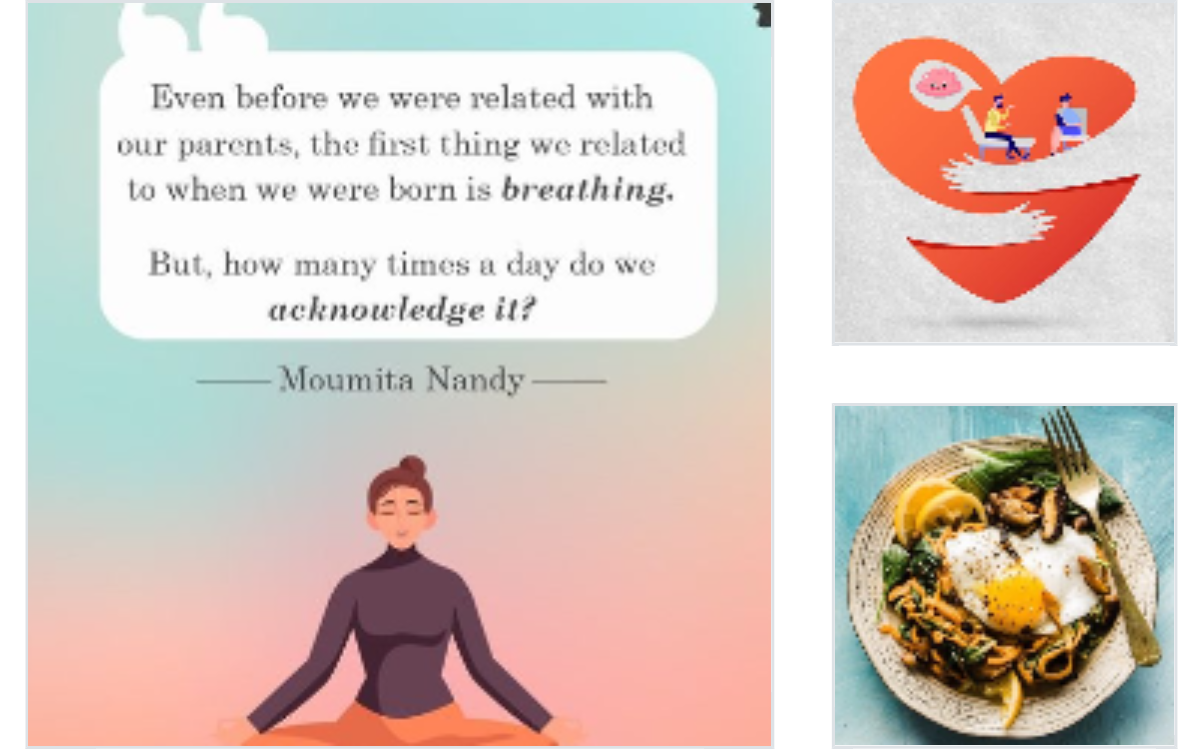 Even before we were related with
our parents, the first thing we related
to when we were born is breathing.
But, how many times a day do we
acknowledge it?
Moumita Nandy